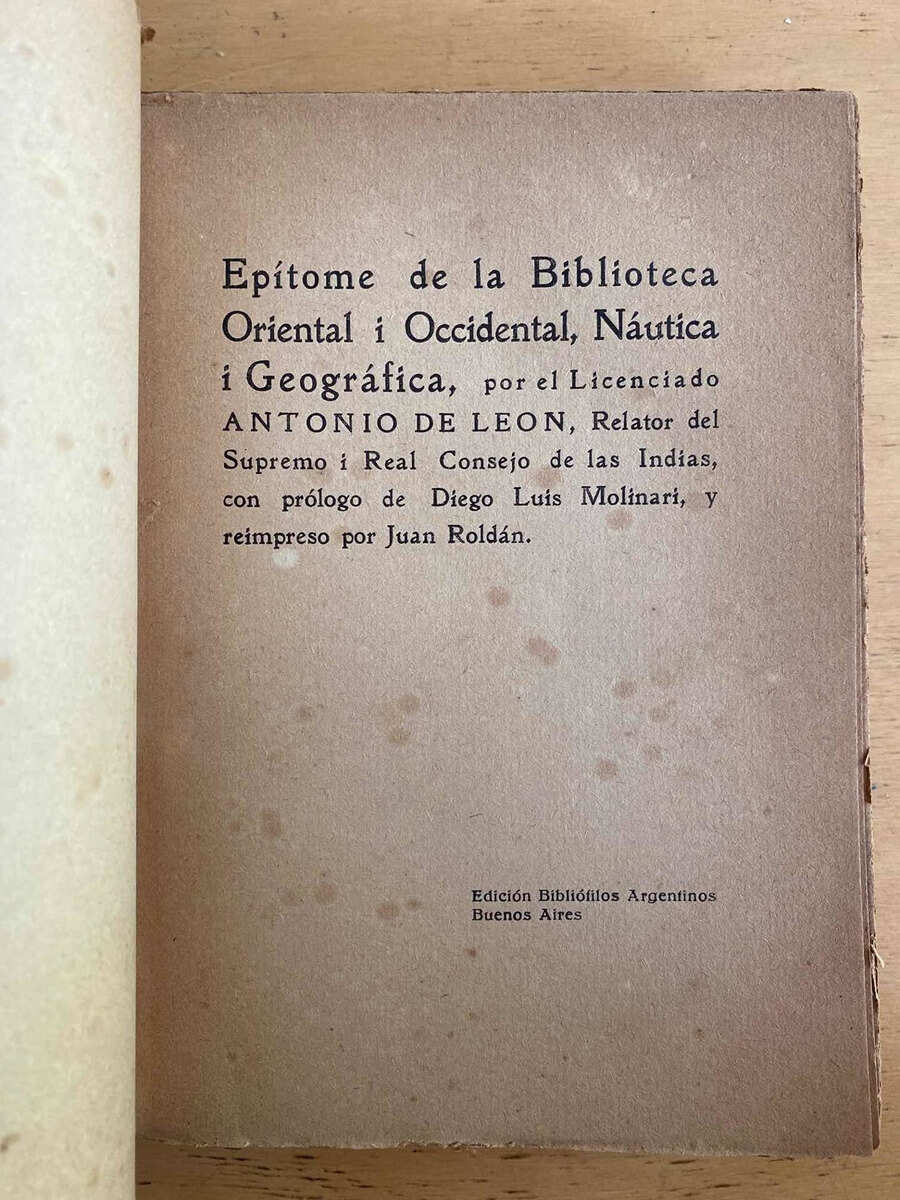 Epítome de la Biblioteca
Oriental i Occidental, Náutica
i Geográfica, por el Licenciado
ANTONIO DE LEON, Relator del
Supremo i Real Consejo de las Indias,
con prólogo de Diego Luis Molinari, y
reimpreso por Juan Roldán.
Edición Bibliófilos Argentinos
Buenos Aires